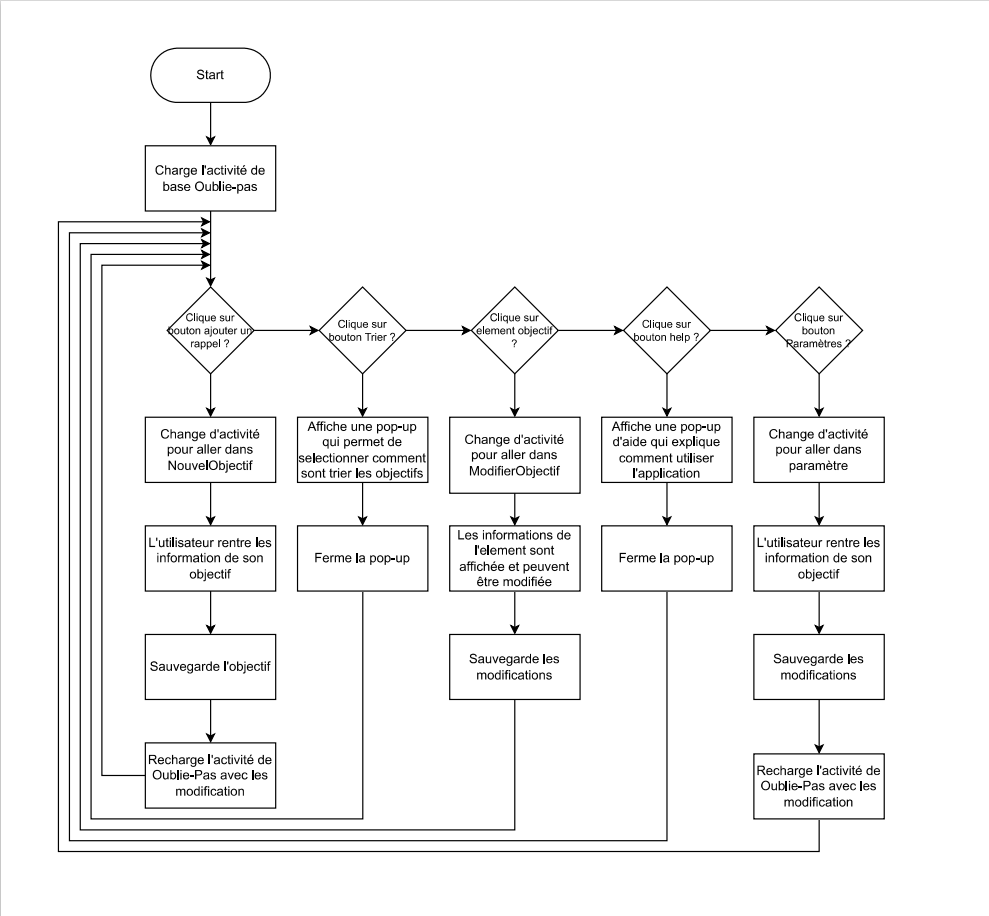 Start
Charge l'activité de
base Oublie-pas
Clique sur
bouton ajouter un
rappel ?
Clique sur
bouton Trier ?
Clique sur
element objectif
?
Clique sur
bouton help ?
Clique sur
bouton
Paramètres ?
Change d'activité
pour aller dans
NouvelObjectif
Affiche une pop-up
qui permet de
selectionner comment
sont trier les objectifs
Change d'activité
pour aller dans
ModifierObjectif
Affiche une pop-up
d'aide qui explique
comment utiliser
l'application
Change d'activité
pour aller dans
paramètre
L'utilisateur rentre les
information de son
objectif
Ferme la pop-up
Les informations de
l'element sont
affichée et peuvent
être modifiée
Ferme la pop-up
L'utilisateur rentre les
information de son
objectif
Sauvegarde l'objectif
Sauvegarde les
modifications
Sauvegarde les
modifications
Recharge l'activité de
Oublie-Pas avec les
modification
Recharge l'activité de
Oublie-Pas avec les
modification